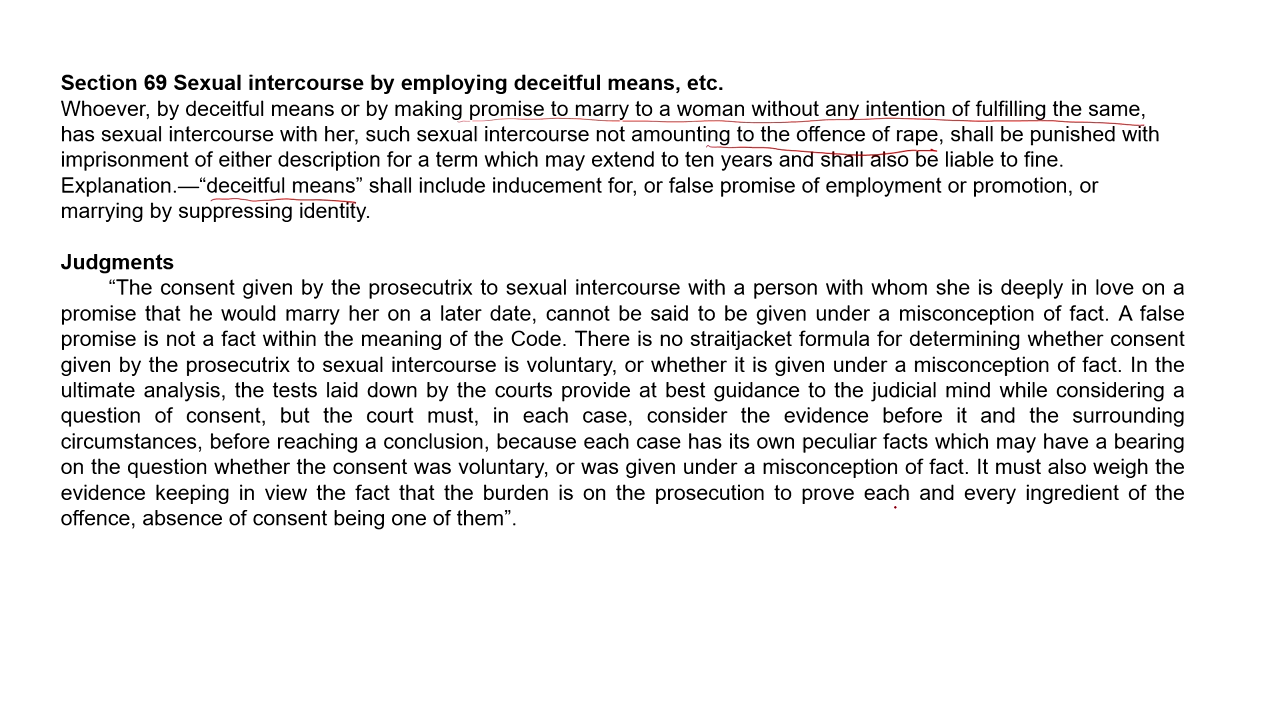 Section 69 Sexual intercourse by employing deceitful means, etc.
Whoever, by deceitful means or by making promise to marry to a woman without any intention of fulfilling the same,
has sexual intercourse with her, such sexual intercourse not amounting to the offence of rape, shall be punished with
imprisonment of either description for a term which may extend to ten years and shall also be liable to fine.
Explanation.—“deceitful means” shall include inducement for, or false promise of employment or promotion, or
marrying by suppressing identity.
Judgments
“The consent given by the prosecutrix to sexual intercourse with a person with whom she is deeply in love on a
promise that he would marry her on a later date, cannot be said to be given under a misconception of fact. A false
promise is not a fact within the meaning of the Code. There is no straitjacket formula for determining whether consent
given by the prosecutrix to sexual intercourse is voluntary, or whether it is given under a misconception of fact. In the
ultimate analysis, the tests laid down by the courts provide at best guidance to the judicial mind while considering a
question of consent, but the court must, in each case, consider the evidence before it and the surrounding
circumstances, before reaching a conclusion, because each case has its own peculiar facts which may have a bearing
on the question whether the consent was voluntary, or was given under a misconception of fact. It must also weigh the
evidence keeping in view the fact that the burden is on the prosecution to prove each and every ingredient of the
offence, absence of consent being one of them”.